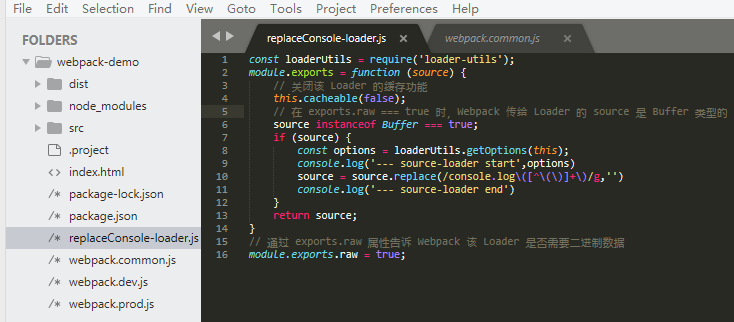 File Edit Selection Find View Goto Tools Project Preferences Help
FOLDERS
webpack-demo
dist
node_modules
src
.project
index.html
package-lock.json
package.json
replaceConsole-loader.js
webpack.common.js
webpack.dev.js
webpack.prod.js
replaceConsole-loader.js × webpack.common.js ×
1 const loaderUtils = require('loader-utils');
2 module.exports = function (source) {
3 // 关闭该 Loader 的缓存功能
4 this.cacheable(false);
5 // 在 exports.raw === true 时，Webpack 传给 Loader 的 source 是 Buffer 类型的
6 source instanceof Buffer === true;
7 if (source) {
8 const options = loaderUtils.getOptions(this);
9 console.log('--- source-loader start',options)
10 source = source.replace(/console.log\([^\(\)]+\)/g,'')
11 console.log('--- source-loader end')
12 }
13 return source;
14 }
15 // 通过 exports.raw 属性告诉 Webpack 该 Loader 是否需要二进制数据
16 module.exports.raw = true;